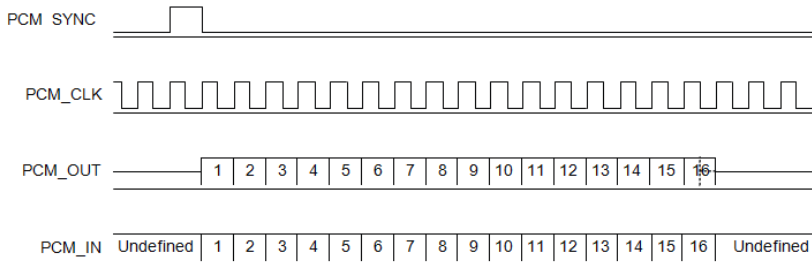 PCM SYNC
PCM_CLK
PCM_OUT 1 2 3 4 5 6 7 8 9 10 11 12 13 14 15 16
PCM_IN Undefined 1 2 3 4 5 6 7 8 9 10 11 12 13 14 15 16 Undefined